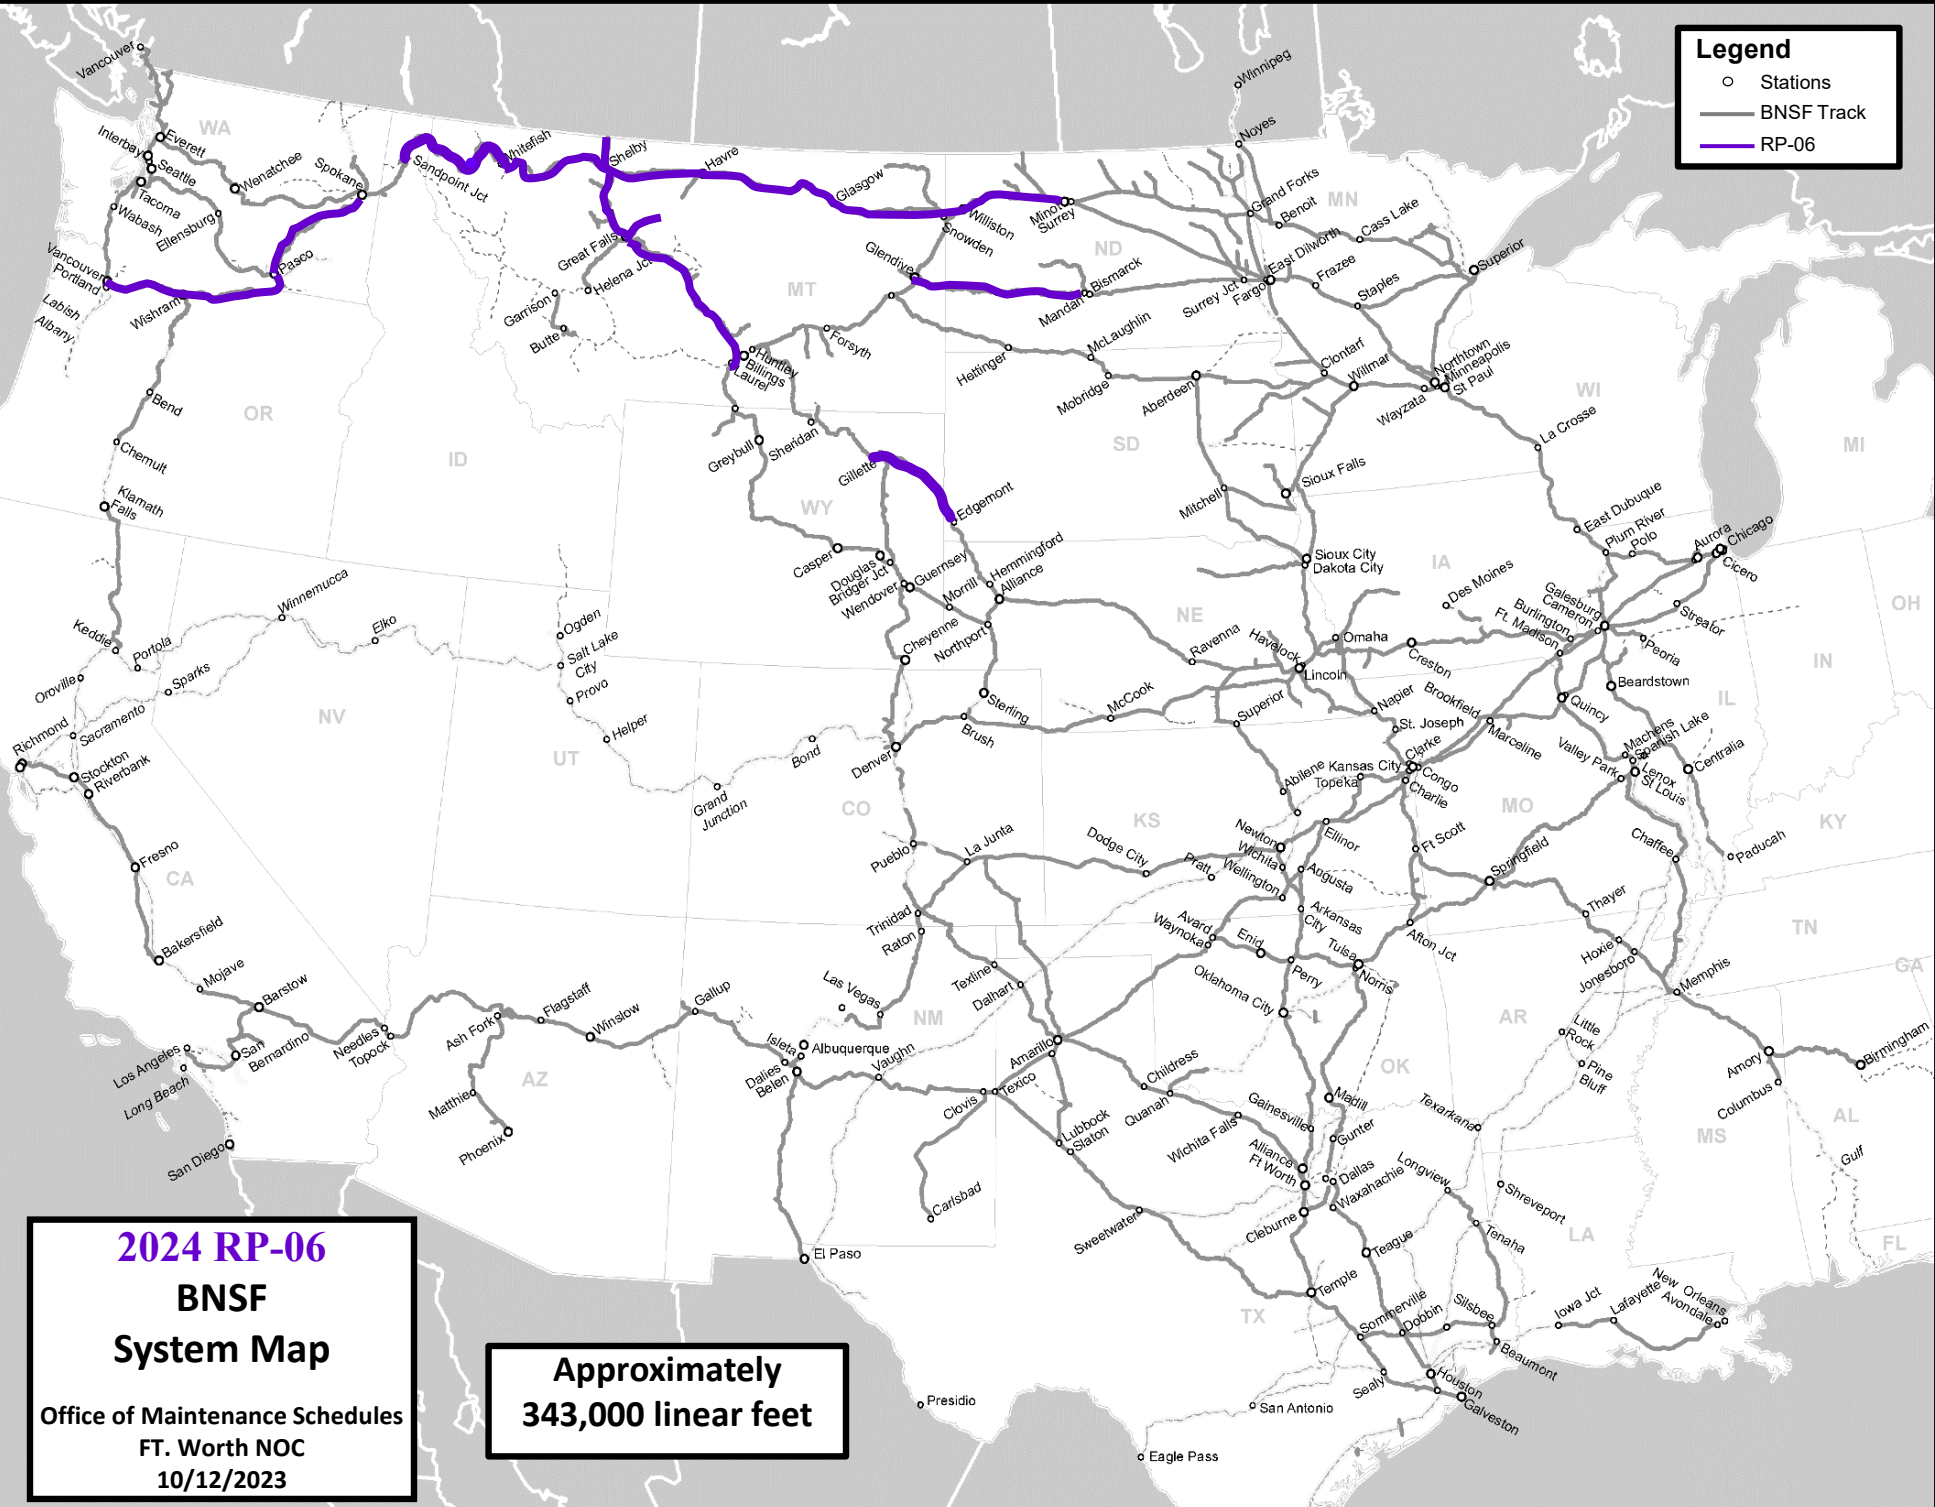 Legend
Stations
BNSF Track
RP-06
Vancouver
Winnipeg
Noyes
WA
Everett
Interbay
Seattle
Tacoma
Wabash
Ellensburg
Wenatchee
Spokane
Sandpoint Jct
Whitefish
Shelby
Havre
Glasgow
Williston
Snowden
Minot
Surrey
Grand Forks
Benoit
MN
Cass Lake
Superior
Vancouver
Portland
Labish
Albany
Wishram
Pasco
Great Falls
Helena Jct
Garrison
Butte
MT
Glendive
ND
Bismarck
Mandan
Surrey Jct
Fargo
East Dilworth
Frazee
Staples
Huntley
Billings
Laurel
Forsyth
Hettinger
McLaughlin
Mobridge
Aberdeen
Clontarf
Willmar
Wayzata
Northtown
Minneapolis
St Paul
WI
MI
La Crosse
Bend
OR
Chemult
Klamath
Falls
ID
Greybull
Sheridan
Gillette
WY
Edgemont
SD
Mitchell
Sioux Falls
Sioux City
Dakota City
IA
East Dubuque
Plum River
Polo
Aurora
Chicago
Cicero
Casper
Douglas
Bridger Jct
Wendover
Guernsey
Morrill
Hemmingford
Alliance
Northport
Cheyenne
NE
Ravenna
Havelock
Lincoln
Omaha
Creston
Des Moines
Galesburg
Cameron
Burlington
Ft. Madison
Streator
Peoria
OH
IN
IL
Keddie
Portola
Winnemucca
Elko
Ogden
Salt Lake
City
Provo
Helper
Oroville
Sparks
Sacramento
Richmond
Stockton
Riverbank
NV
UT
Grand
Junction
Bond
Denver
Sterling
Brush
McCook
Superior
Napier
St. Joseph
Brookfield
Marceline
Quincy
Beardstown
Clarke
Kansas City
Congo
Charlie
Topeka
Abilene
Valley Park
Machens
Spanish Lake
Lenox
St Louis
Centralia
CO
KS
MO
KY
Fresno
CA
Bakersfield
Pueblo
La Junta
Dodge City
Pratt
Newton
Wichita
Wellington
Ellinor
Augusta
Ft Scott
Springfield
Chaffee
Paducah
Trinidad
Raton
Avard
Waynoka
Enid
Arkansas
City
Tulsa
Perry
Norris
Afton Jct
Thayer
Hoxie
Jonesboro
Memphis
TN
GA
Mojave
Barstow
San
Bernardino
Los Angeles
Long Beach
San Diego
Needles
Topock
Ash Fork
Flagstaff
Winslow
Gallup
Matthie
Phoenix
AZ
Las Vegas
NM
Isleta
Albuquerque
Dalies
Belen
Vaughn
Texline
Dalhart
Amarillo
Clovis
Texico
Oklahoma City
OK
AR
Little
Rock
Pine
Bluff
Amory
Columbus
Birmingham
AL
MS
Gulf
FL
Childress
Quanah
Wichita Falls
Lubbock
Slaton
Gainesville
Madill
Gunter
Alliance
Ft Worth
Dallas
Waxahachie
Cleburne
Texarkana
Longview
Shreveport
Tenaha
LA
Carlsbad
El Paso
Sweetwater
Teague
Temple
TX
Sommerville
Dobbin
Silsbee
Beaumont
Iowa Jct
Lafayette
New Orleans
Avondale
Sealy
Houston
Galveston
San Antonio
Presidio
Eagle Pass
2024 RP-06
BNSF
System Map
Office of Maintenance Schedules
FT. Worth NOC
10/12/2023
Approximately
343,000 linear feet